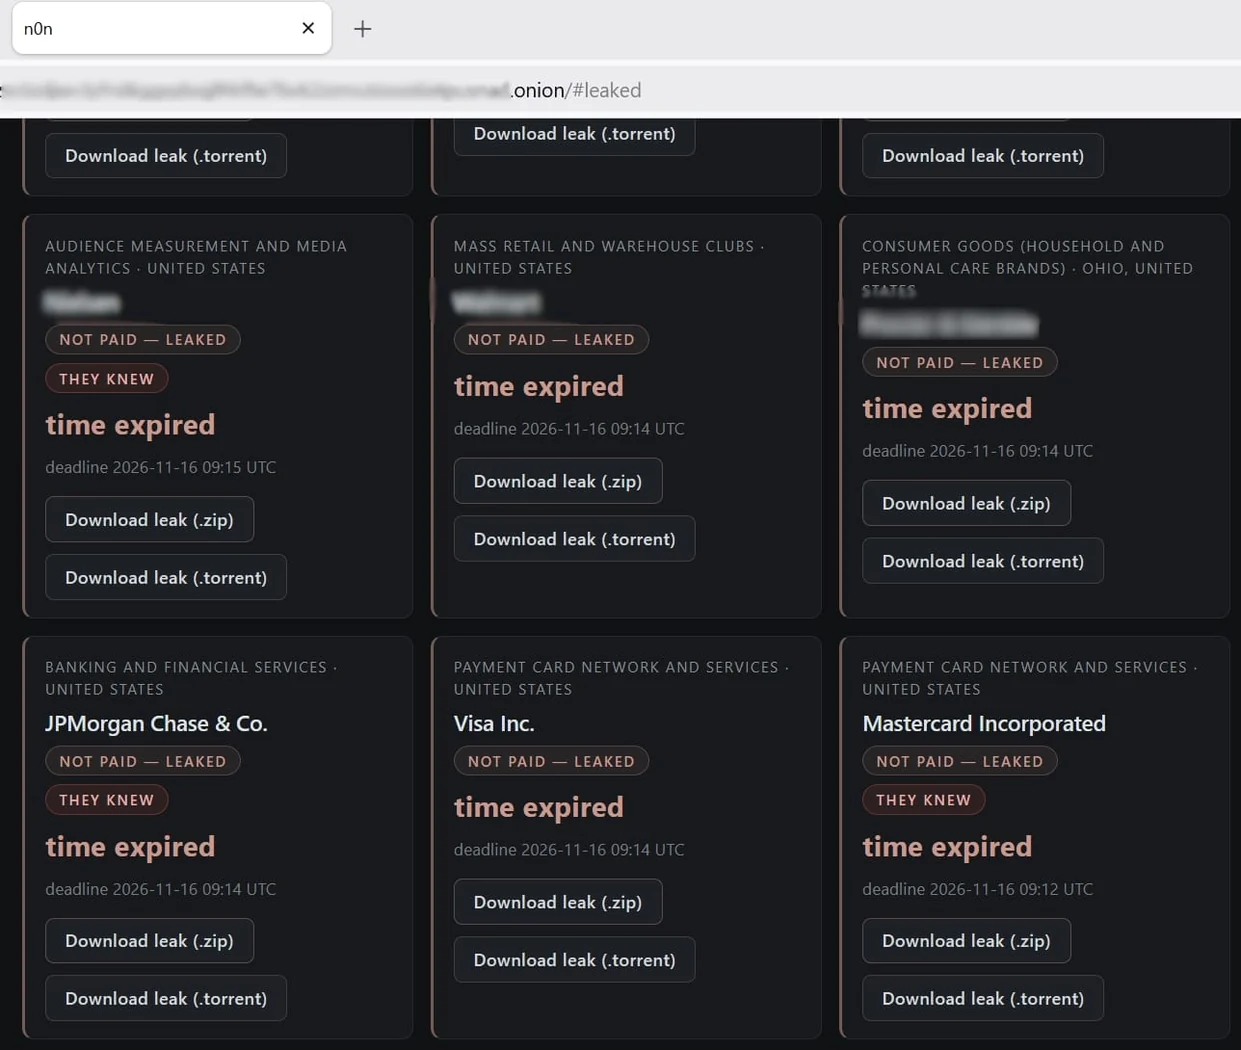 n0n
.onion/#leaked
Download leak (.torrent)
Download leak (.torrent)
Download leak (.torrent)
AUDIENCE MEASUREMENT AND MEDIA
ANALYTICS · UNITED STATES
NOT PAID — LEAKED
THEY KNEW
time expired
deadline 2026-11-16 09:15 UTC
Download leak (.zip)
Download leak (.torrent)
MASS RETAIL AND WAREHOUSE CLUBS ·
UNITED STATES
NOT PAID — LEAKED
time expired
deadline 2026-11-16 09:14 UTC
Download leak (.zip)
Download leak (.torrent)
CONSUMER GOODS (HOUSEHOLD AND
PERSONAL CARE BRANDS) · OHIO, UNITED
STATES
NOT PAID — LEAKED
time expired
deadline 2026-11-16 09:14 UTC
Download leak (.zip)
Download leak (.torrent)
BANKING AND FINANCIAL SERVICES ·
UNITED STATES
JPMorgan Chase & Co.
NOT PAID — LEAKED
THEY KNEW
time expired
deadline 2026-11-16 09:14 UTC
Download leak (.zip)
Download leak (.torrent)
PAYMENT CARD NETWORK AND SERVICES ·
UNITED STATES
Visa Inc.
NOT PAID — LEAKED
time expired
deadline 2026-11-16 09:14 UTC
Download leak (.zip)
Download leak (.torrent)
PAYMENT CARD NETWORK AND SERVICES ·
UNITED STATES
Mastercard Incorporated
NOT PAID — LEAKED
THEY KNEW
time expired
deadline 2026-11-16 09:12 UTC
Download leak (.zip)
Download leak (.torrent)